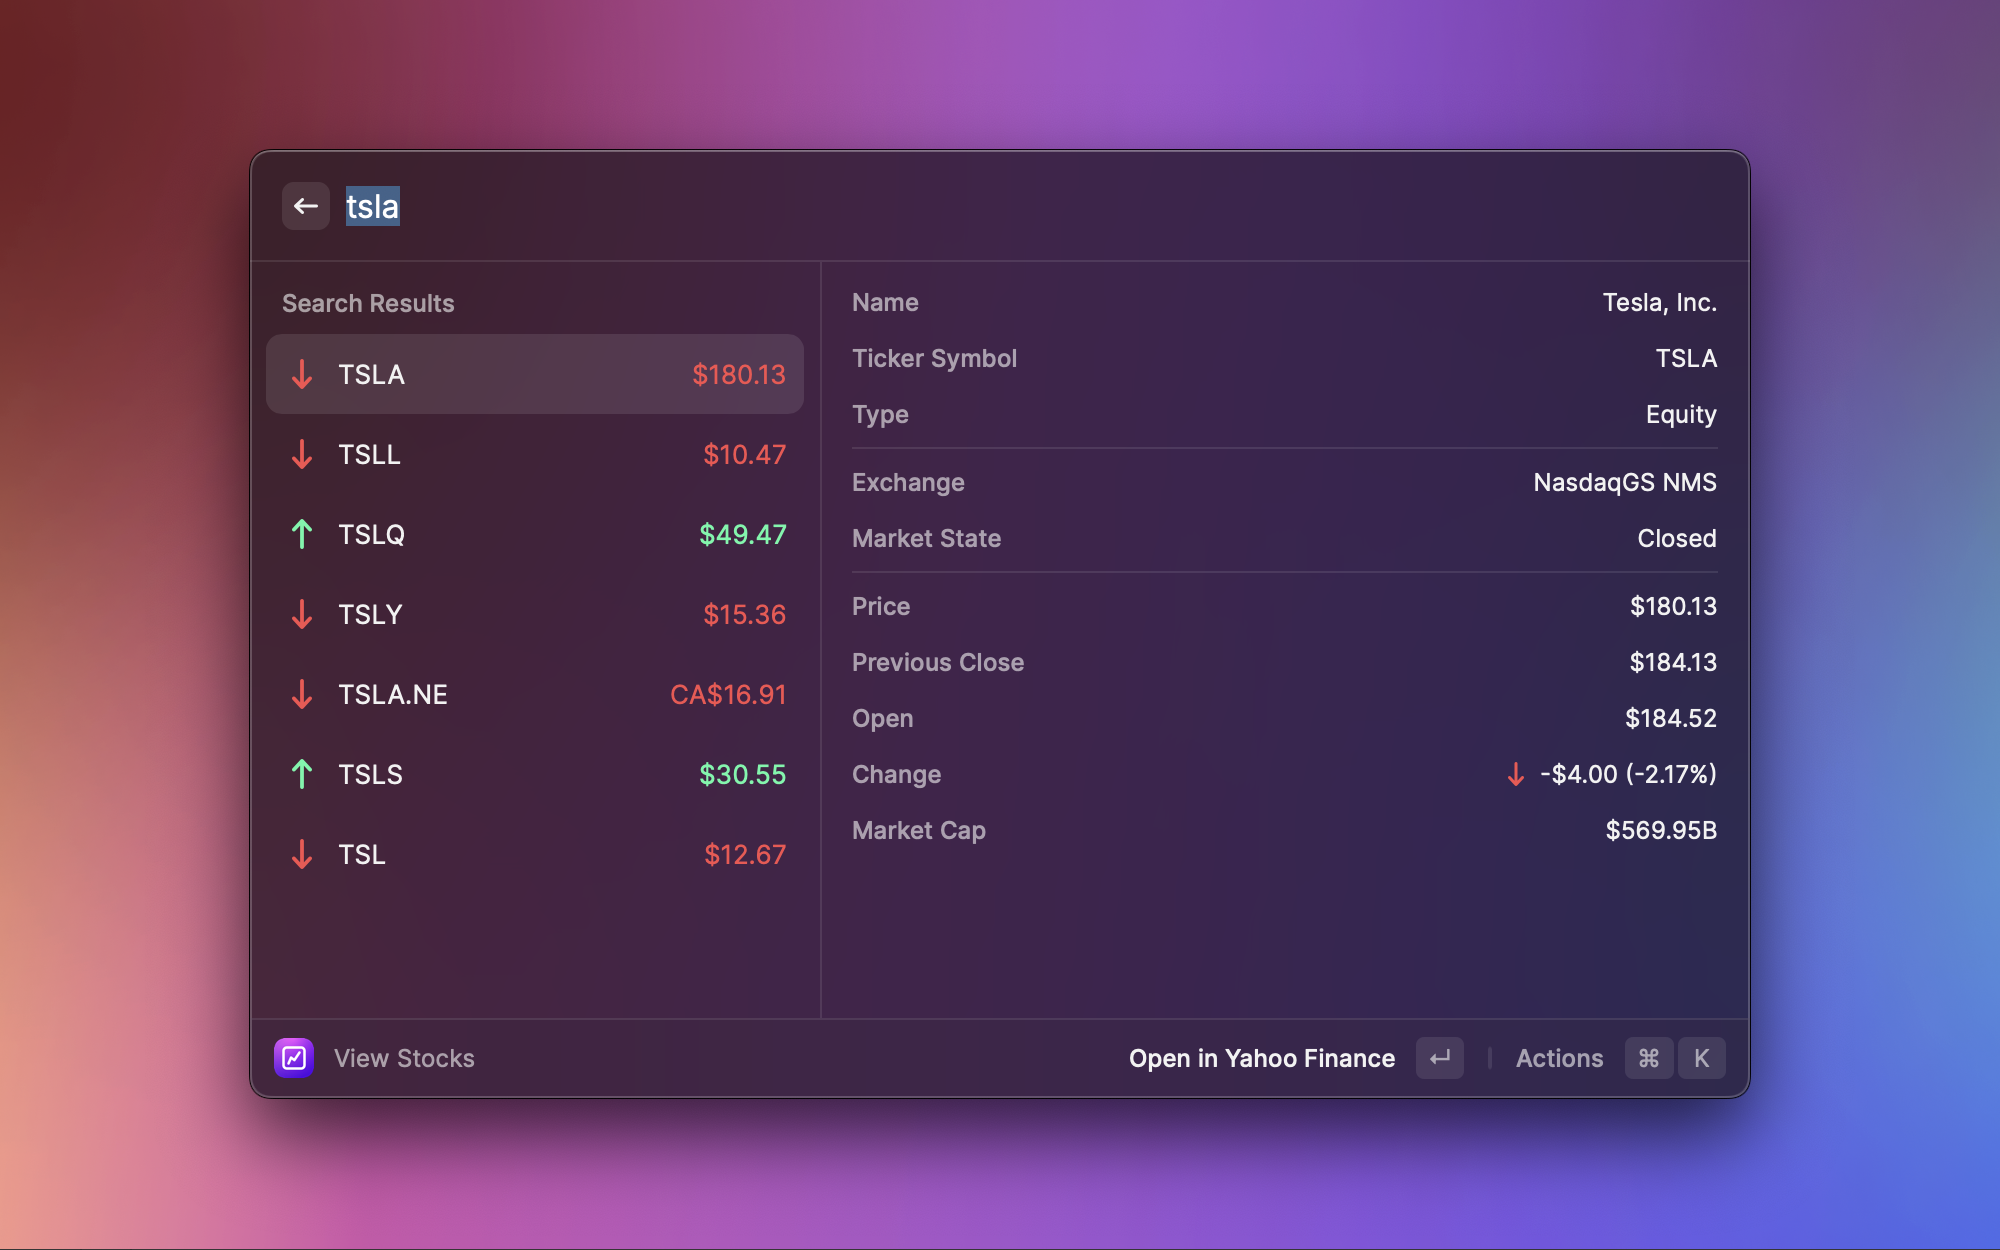 tsla
Search Results
TSLA $180.13
TSLL $10.47
TSLQ $49.47
TSLY $15.36
TSLA.NE CA$16.91
TSLS $30.55
TSL $12.67
Name Tesla, Inc.
Ticker Symbol TSLA
Type Equity
Exchange NasdaqGS NMS
Market State Closed
Price $180.13
Previous Close $184.13
Open $184.52
Change -$4.00 (-2.17%)
Market Cap $569.95B
View Stocks
Open in Yahoo Finance Actions ⌘ K